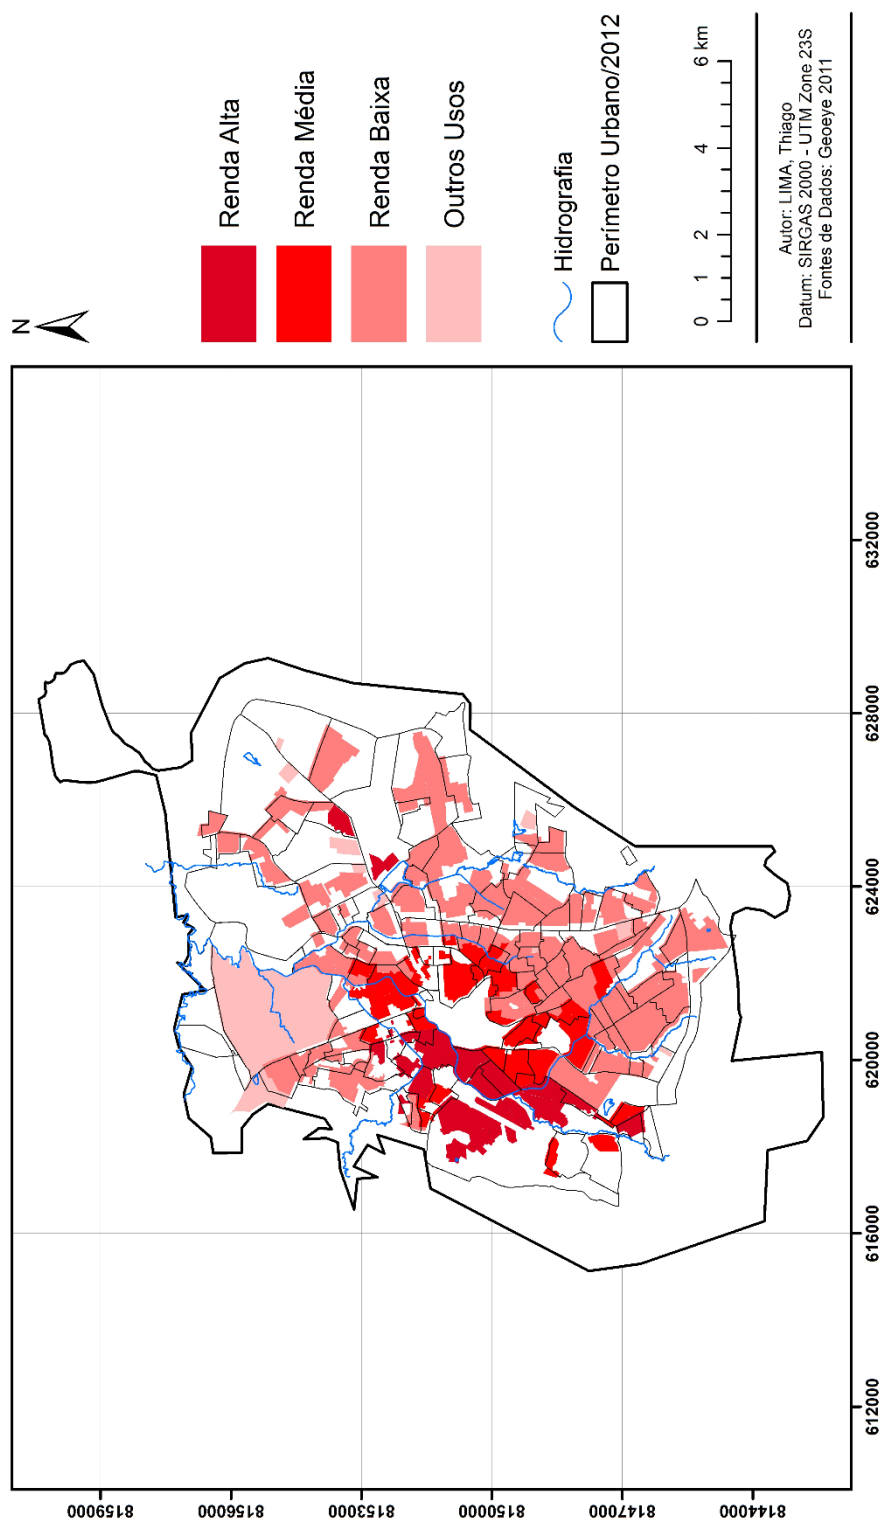 N
Renda Alta
Renda Média
Renda Baixa
Outros Usos
Hidrografia
Perímetro Urbano/2012
0 1 2 4 6 km
Autor: LIMA, Thiago
Datum: SIRGAS 2000 - UTM Zone 23S
Fontes de Dados: Geoeye 2011
8159000
8156000
8153000
8150000
8147000
8144000
612000
616000
620000
624000
628000
632000